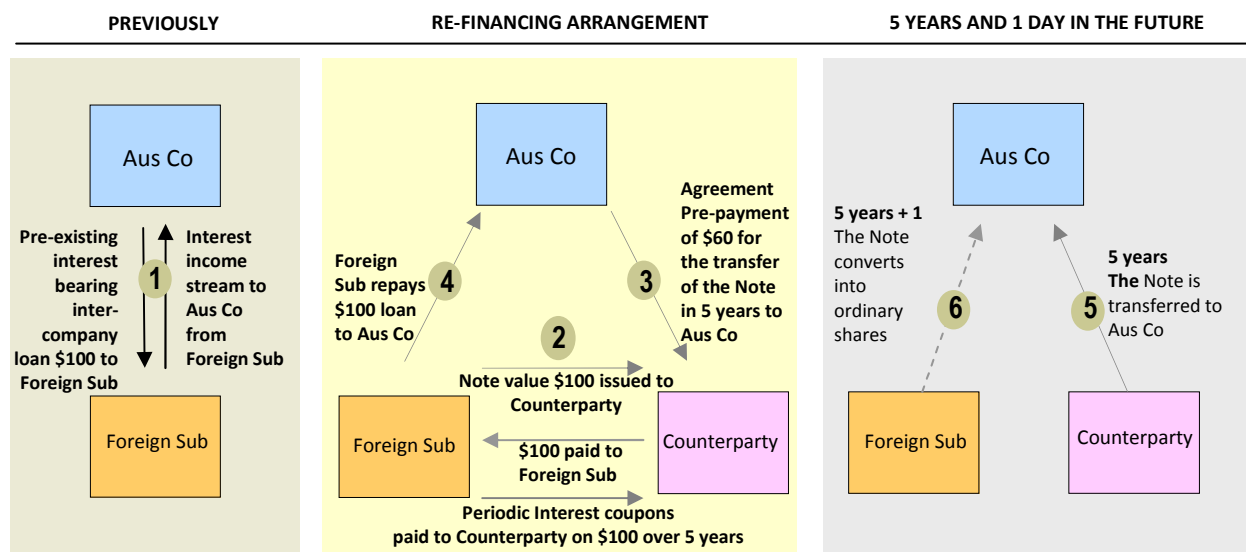 PREVIOUSLY
RE-FINANCING ARRANGEMENT
5 YEARS AND 1 DAY IN THE FUTURE
Aus Co
Pre-existing
interest
bearing
inter-
company
loan $100 to
Foreign Sub
1
Interest
income
stream to
Aus Co
from
Foreign Sub
Foreign Sub
Aus Co
Foreign
Sub repays
$100 loan
to Aus Co
4
3
Agreement
Pre-payment
of $60 for
the transfer
of the Note
in 5 years to
Aus Co
2
Note value $100 issued to
Counterparty
Foreign Sub
Counterparty
$100 paid to
Foreign Sub
Periodic Interest coupons
paid to Counterparty on $100 over 5 years
Aus Co
5 years + 1
The Note
converts
into
ordinary
shares
6
5
5 years
The Note is
transferred to
Aus Co
Foreign Sub
Counterparty